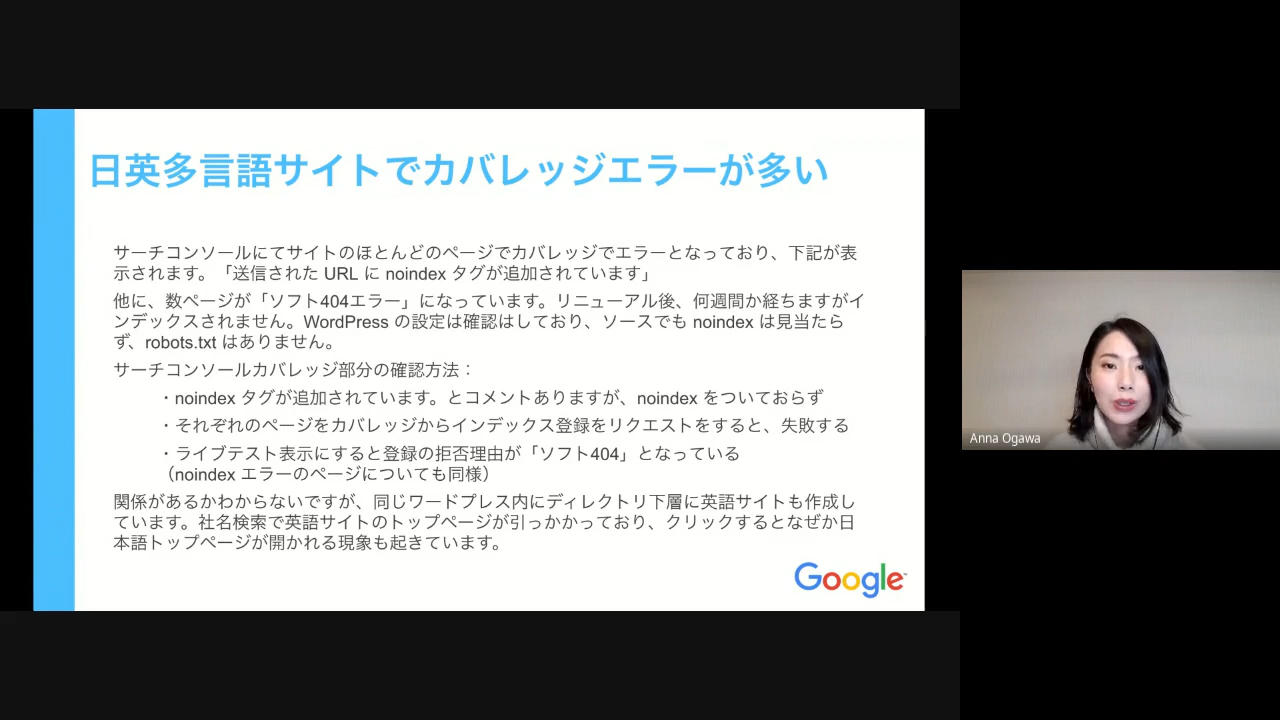 日英多言語サイトでカバレッジエラーが多い
サーチコンソールにてサイトのほとんどのページでカバレッジでエラーとなっており、下記が表
示されます。「送信された URL に noindex タグが追加されています」
他に、数ページが「ソフト404エラー」になっています。リニューアル後、何週間か経ちますがイ
ンデックスされません。WordPress の設定は確認はしており、ソースでも noindex は見当たら
ず、robots.txt はありません。
サーチコンソールカバレッジ部分の確認方法：
・noindex タグが追加されています。とコメントありますが、noindex をついておらず
・それぞれのページをカバレッジからインデックス登録をリクエストをすると、失敗する
・ライブテスト表示にすると登録の拒否理由が「ソフト404」となっている
（noindex エラーのページについても同様）
関係があるかわからないですが、同じワードプレス内にディレクトリ下層に英語サイトも作成し
ています。社名検索で英語サイトのトップページが引っかかっており、クリックするとなぜか日
本語トップページが開かれる現象も起きています。
Google
Anna Ogawa